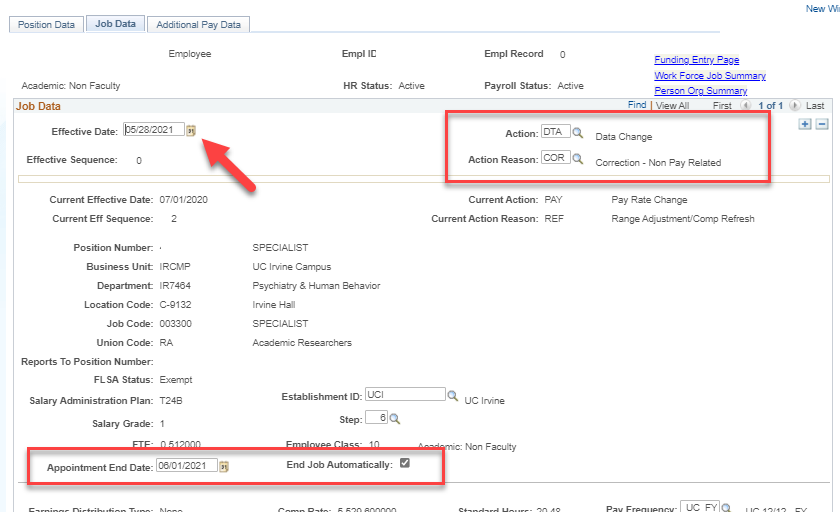 New Wi
Position Data Job Data Additional Pay Data
Employee Empl ID Empl Record 0
Funding Entry Page
Work Force Job Summary
Academic: Non Faculty HR Status: Active Payroll Status: Active
Person Org Summary
Job Data Find | View All First 1 of 1 Last
Effective Date: 05/28/2021 Action: DTA Data Change
Effective Sequence: 0 Action Reason: COR Correction - Non Pay Related
Current Effective Date: 07/01/2020 Current Action: PAY Pay Rate Change
Current Eff Sequence: 2 Current Action Reason: REF Range Adjustment/Comp Refresh
Position Number: SPECIALIST
Business Unit: IRCMP UC Irvine Campus
Department: IR7464 Psychiatry & Human Behavior
Location Code: C-9132 Irvine Hall
Job Code: 003300 SPECIALIST
Union Code: RA Academic Researchers
Reports To Position Number:
FLSA Status: Exempt
Salary Administration Plan: T24B Establishment ID: UCI UC Irvine
Salary Grade: 1 Step: 6
FTE: 0.512000 Employee Class: 10 Academic: Non Faculty
Appointment End Date: 06/01/2021 End Job Automatically:
Earnings Distribution Type: None Comp Rate: 5,529.600000 Standard Hours: 20.48 Pay Frequency: UC_FY UC 12/12 FY